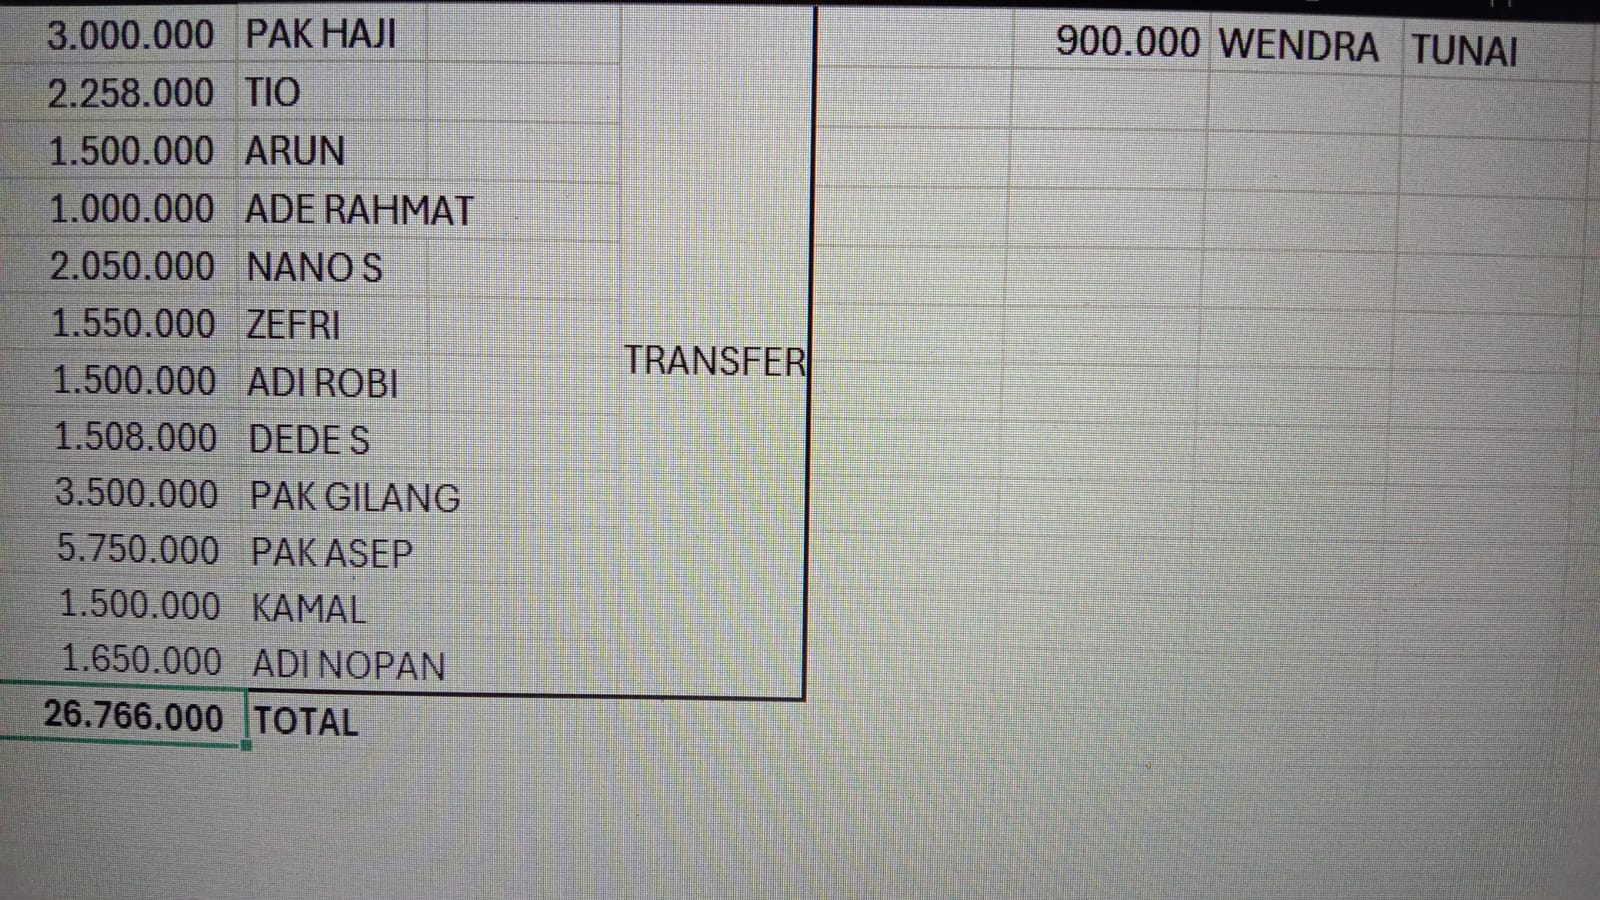 3.000.000 PAK HAJI 900.000 WENDRA TUNAI
2.258.000 TIO
1.500.000 ARUN
1.000.000 ADE RAHMAT
2.050.000 NANO S
1.550.000 ZEFRI
TRANSFER
1.500.000 ADI ROBI
1.508.000 DEDE S
3.500.000 PAK GILANG
5.750.000 PAK ASEP
1.500.000 KAMAL
1.650.000 ADI NOPAN
26.766.000 TOTAL